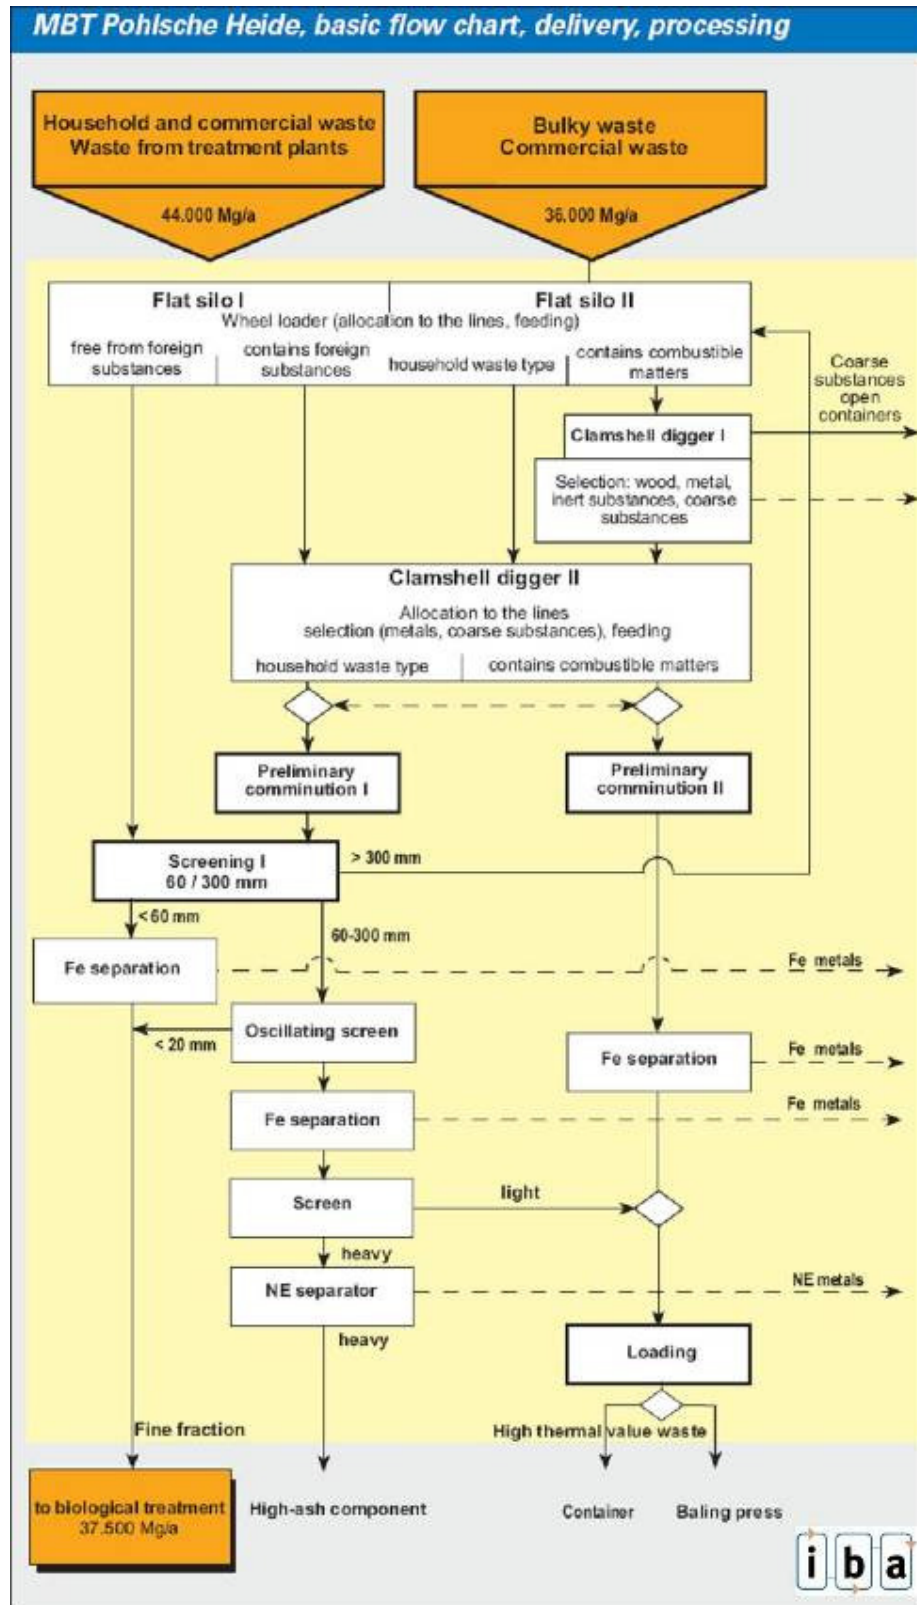 MBT Pohlsche Heide, basic flow chart, delivery, processing
Household and commercial waste
Waste from treatment plants
44.000 Mg/a
Bulky waste
Commercial waste
36.000 Mg/a
Flat silo I
Flat silo II
Wheel loader (allocation to the lines, feeding)
free from foreign
substances
contains foreign
substances
household waste type
contains combustible
matters
Coarse
substances
open
containers
Clamshell digger I
Selection: wood, metal,
inert substances, coarse
substances
Clamshell digger II
Allocation to the lines
selection (metals, coarse substances), feeding
household waste type
contains combustible matters
Preliminary
comminution I
Preliminary
comminution II
Screening I
60 / 300 mm
> 300 mm
< 60 mm
60-300 mm
Fe separation
Fe metals
Oscillating screen
< 20 mm
Fe separation
Fe metals
Fe separation
Fe metals
Screen
light
heavy
NE separator
NE metals
heavy
Loading
Fine fraction
High thermal value waste
to biological treatment
37.500 Mg/a
High-ash component
Container
Baling press
iba